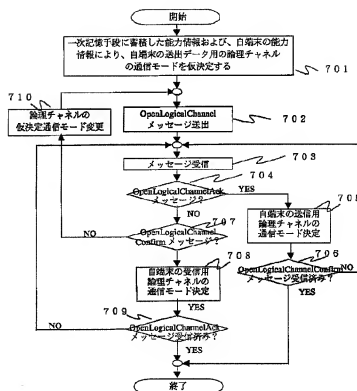 開始
一次記憶手段に蓄積した能力情報および、自端末の能力
情報により、自端末の送出データ用の論理チャンネル
の通信モードを仮決定する
701
710
論理チャネルの
仮決定通信モード変更
OpenLogicalChannel
メッセージ送出
702
メッセージ受信
703
704
OpenLogicalChannelAck
メッセージ?
YES
NO
705
自端末の送信用
論理チャンネルの
通信モード決定
707
OpenLogicalChannel
Confirm メッセージ?
NO
YES
708
自端末の受信用
論理チャンネルの
通信モード決定
706
OpenLogicalChannelConfirm
メッセージ受信済み?
NO
YES
709
OpenLogicalChannelAck
メッセージ受信済み?
NO
YES
終了